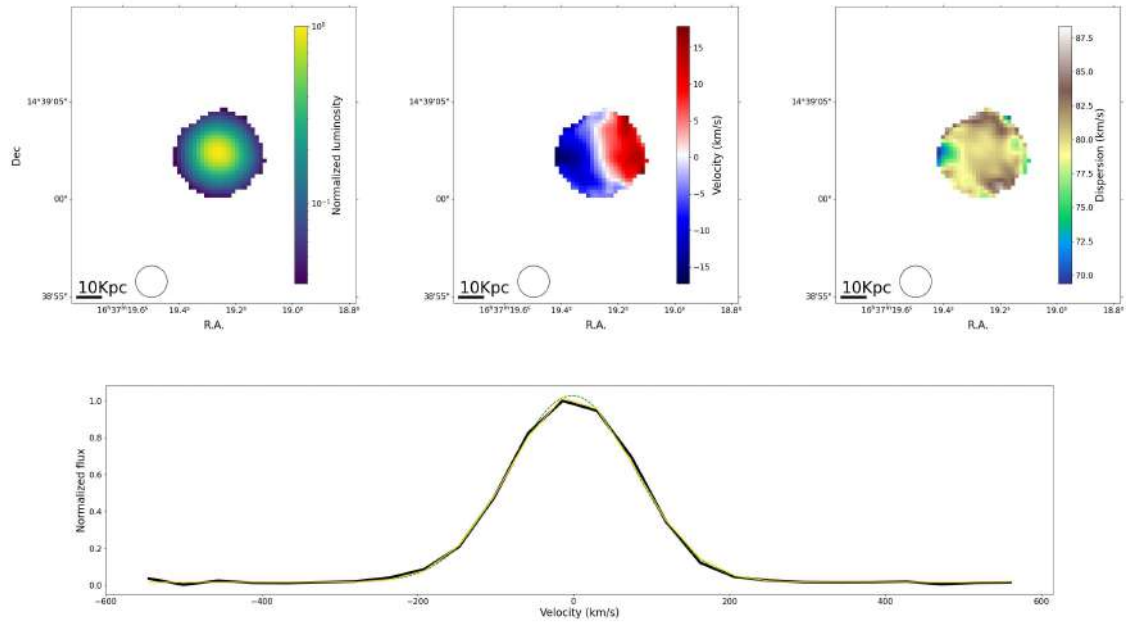 10⁰
10⁻¹
Normalized luminosity
14°39'05"
00"
38'55"
Dec
10Kpc
16ʰ37ᵐ19.6ˢ 19.4ˢ 19.2ˢ 19.0ˢ 18.8ˢ
R.A.
15
10
5
0
−5
−10
−15
Velocity (km/s)
14°39'05"
00"
38'55"
10Kpc
16ʰ37ᵐ19.6ˢ 19.4ˢ 19.2ˢ 19.0ˢ 18.8ˢ
R.A.
87.5
85.0
82.5
80.0
77.5
75.0
72.5
70.0
Dispersion (km/s)
14°39'05"
00"
38'55"
10Kpc
16ʰ37ᵐ19.6ˢ 19.4ˢ 19.2ˢ 19.0ˢ 18.8ˢ
R.A.
1.0
0.8
0.6
0.4
0.2
0.0
Normalized flux
−600 −400 −200 0 200 400 600
Velocity (km/s)